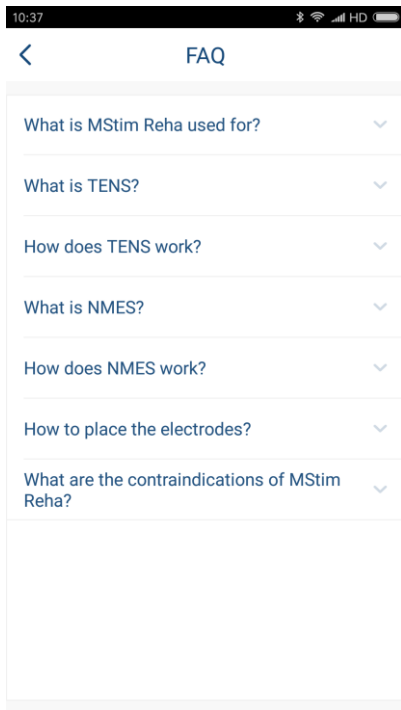 10:37 HD
FAQ
What is MStim Reha used for?
What is TENS?
How does TENS work?
What is NMES?
How does NMES work?
How to place the electrodes?
What are the contraindications of MStim
Reha?